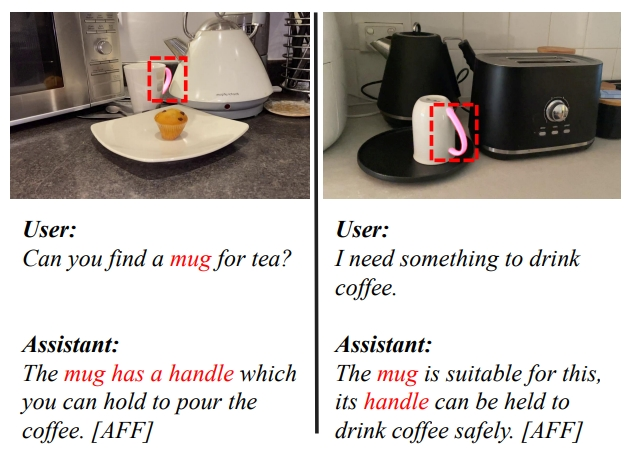 User:
Can you find a mug for tea?
Assistant:
The mug has a handle which
you can hold to pour the
coffee. [AFF]
User:
I need something to drink
coffee.
Assistant:
The mug is suitable for this,
its handle can be held to
drink coffee safely. [AFF]